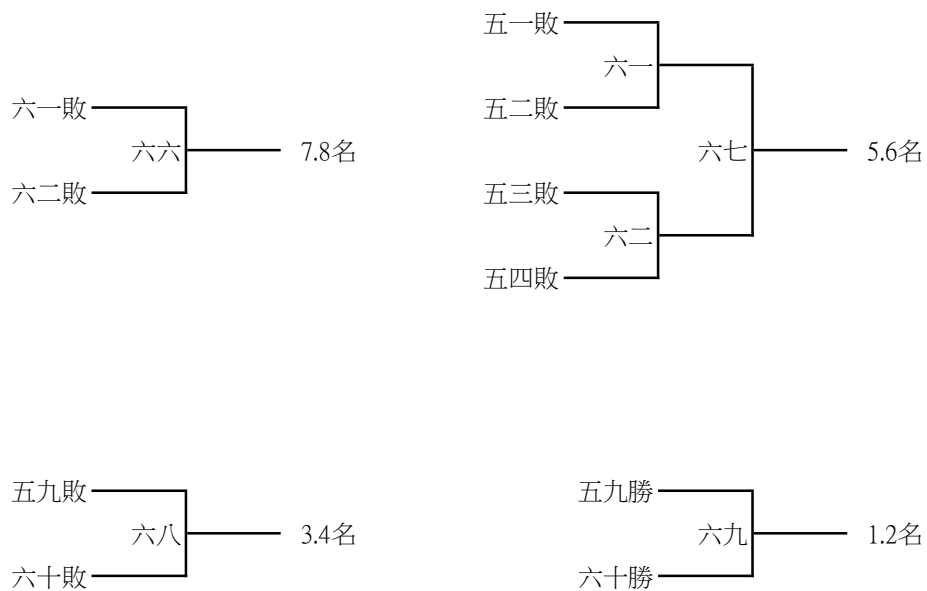 五一敗
六一
五二敗
六一敗
六六
7.8名
六二敗
六七
5.6名
五三敗
六二
五四敗
五九敗
六八
3.4名
六十敗
五九勝
六九
1.2名
六十勝